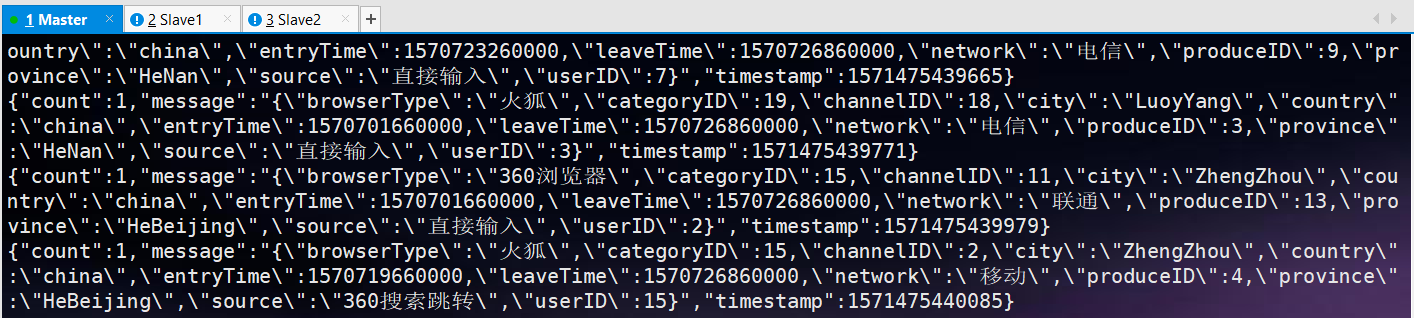 1 Master × 2 Slave1 × 3 Slave2 × +
ountry\":\"china\",\"entryTime\":1570723260000,\"leaveTime\":1570726860000,\"network\":\"电信\",\"produceID\":9,\"pr
ovince\":\"HeNan\",\"source\":\"直接输入\",\"userID\":7}","timestamp":1571475439665}
{"count":1,"message":"{\"browserType\":\"火狐\",\"categoryID\":19,\"channelID\":18,\"city\":\"LuoyYang\",\"country\"
:\"china\",\"entryTime\":1570701660000,\"leaveTime\":1570726860000,\"network\":\"电信\",\"produceID\":3,\"province\"
:\"HeNan\",\"source\":\"直接输入\",\"userID\":3}","timestamp":1571475439771}
{"count":1,"message":"{\"browserType\":\"360浏览器\",\"categoryID\":15,\"channelID\":11,\"city\":\"ZhengZhou\",\"cou
ntry\":\"china\",\"entryTime\":1570701660000,\"leaveTime\":1570726860000,\"network\":\"联通\",\"produceID\":13,\"pro
vince\":\"HeBeijing\",\"source\":\"直接输入\",\"userID\":2}","timestamp":1571475439979}
{"count":1,"message":"{\"browserType\":\"火狐\",\"categoryID\":15,\"channelID\":2,\"city\":\"ZhengZhou\",\"country\"
:\"china\",\"entryTime\":1570719660000,\"leaveTime\":1570726860000,\"network\":\"移动\",\"produceID\":4,\"province\"
:\"HeBeijing\",\"source\":\"360搜索跳转\",\"userID\":15}","timestamp":1571475440085}